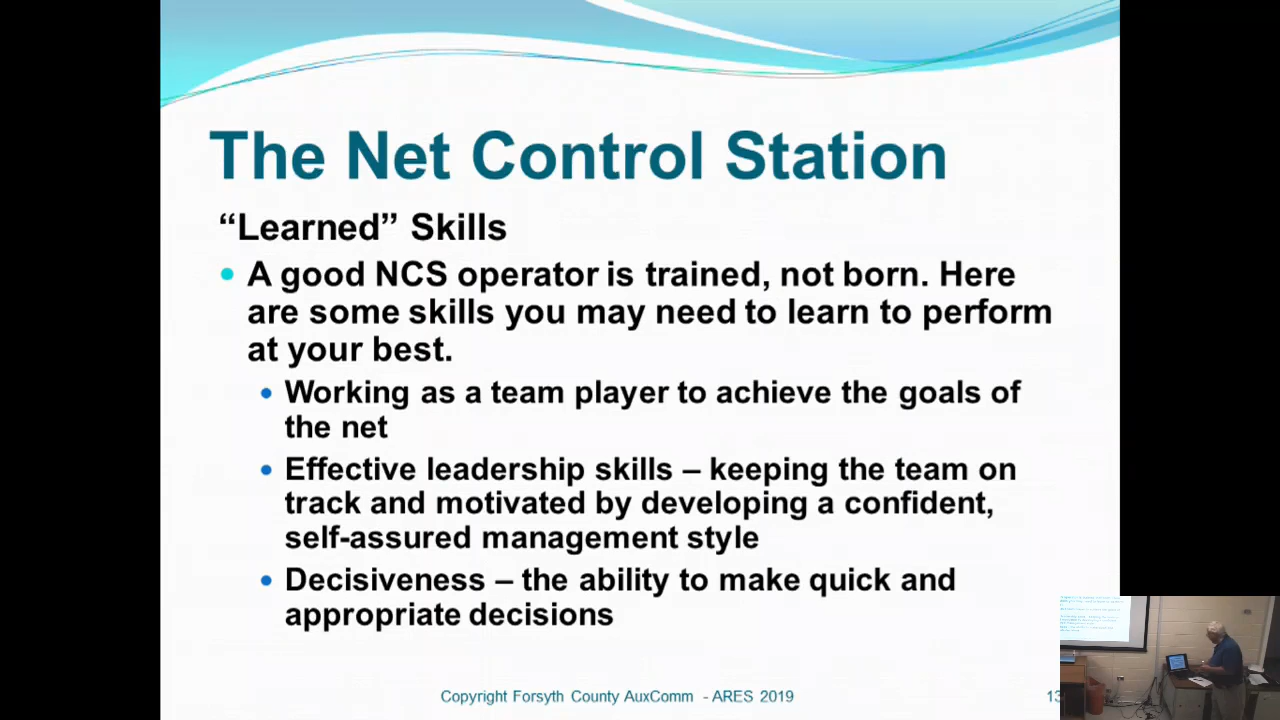 The Net Control Station
“Learned” Skills
A good NCS operator is trained, not born. Here
are some skills you may need to learn to perform
at your best.
Working as a team player to achieve the goals of
the net
Effective leadership skills – keeping the team on
track and motivated by developing a confident,
self-assured management style
Decisiveness – the ability to make quick and
appropriate decisions
Copyright Forsyth County AuxComm - ARES 2019